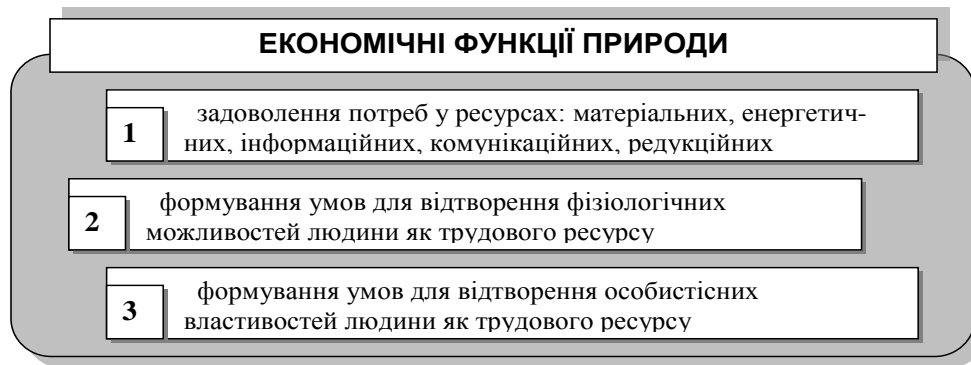 ЕКОНОМІЧНІ ФУНКЦІЇ ПРИРОДИ
1
задоволення потреб у ресурсах: матеріальних, енергетич-
них, інформаційних, комунікаційних, редукційних
2
формування умов для відтворення фізіологічних
можливостей людини як трудового ресурсу
3
формування умов для відтворення особистісних
властивостей людини як трудового ресурсу